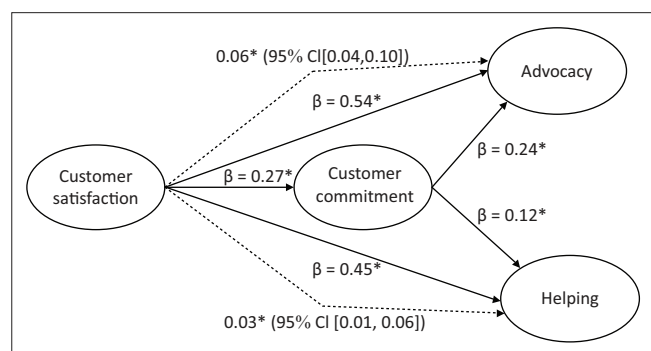 0.06* (95% CI[0.04,0.10])
Advocacy
β = 0.54*
β = 0.24*
Customer
satisfaction
β = 0.27*
Customer
commitment
β = 0.12*
β = 0.45*
Helping
0.03* (95% CI [0.01, 0.06])